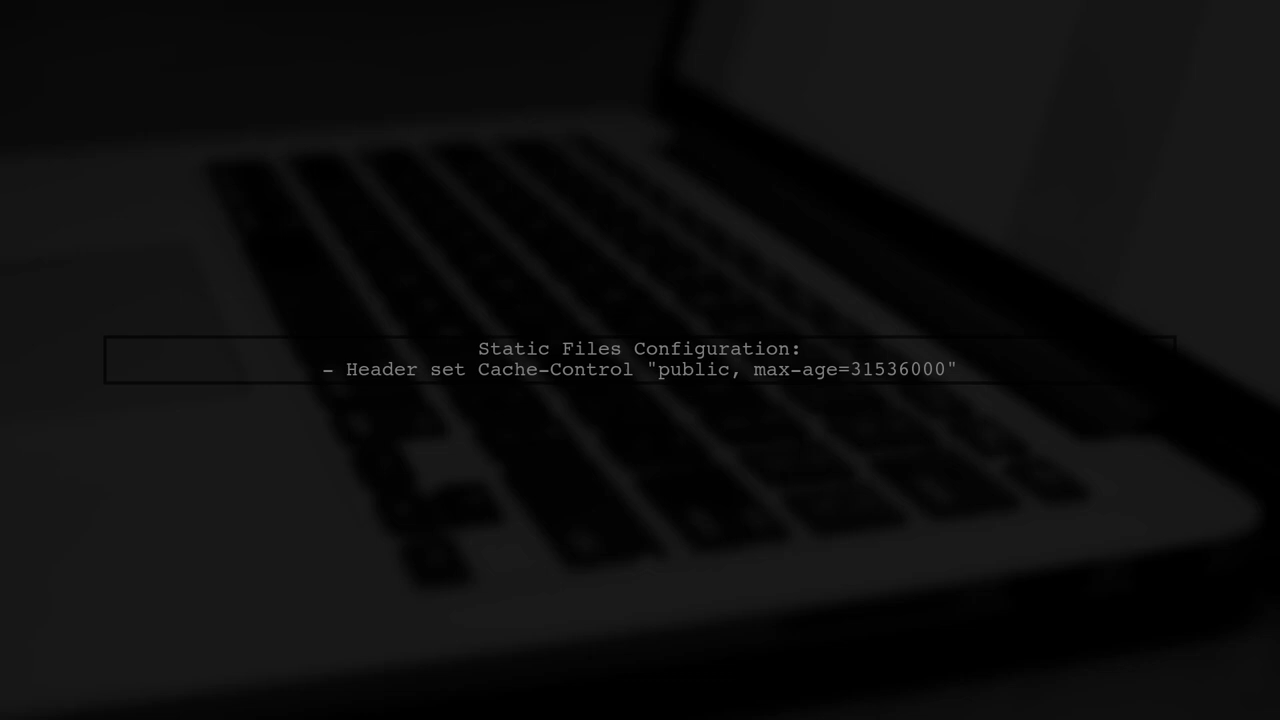 Static Files Configuration:
- Header set Cache-Control "public, max-age=31536000"